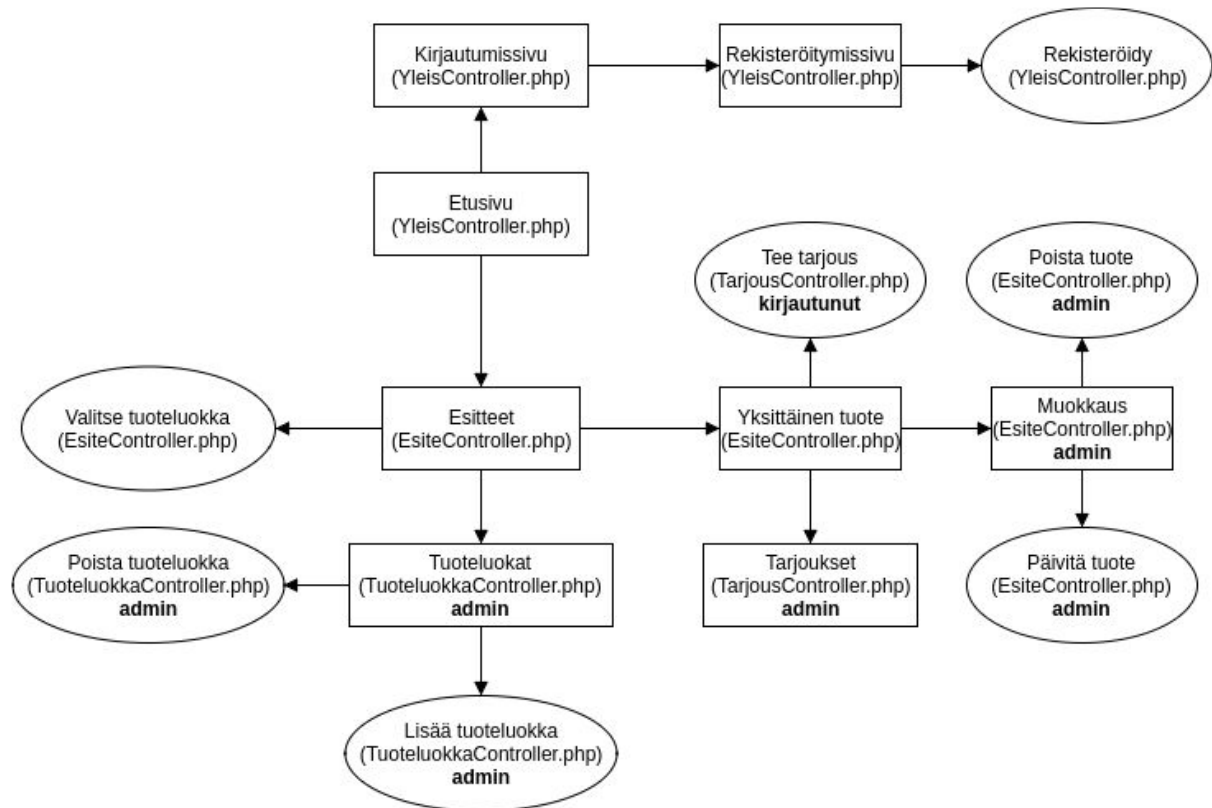 Kirjautumissivu
(YleisController.php)
Rekisteröitymissivu
(YleisController.php)
Rekisteröidy
(YleisController.php)
Etusivu
(YleisController.php)
Tee tarjous
(TarjousController.php)
kirjautunut
Poista tuote
(EsiteController.php)
admin
Valitse tuoteluokka
(EsiteController.php)
Esitteet
(EsiteController.php)
Yksittäinen tuote
(EsiteController.php)
Muokkaus
(EsiteController.php)
admin
Poista tuoteluokka
(TuoteluokkaController.php)
admin
Tuoteluokat
(TuoteluokkaController.php)
admin
Tarjoukset
(TarjousController.php)
admin
Päivitä tuote
(EsiteController.php)
admin
Lisää tuoteluokka
(TuoteluokkaController.php)
admin